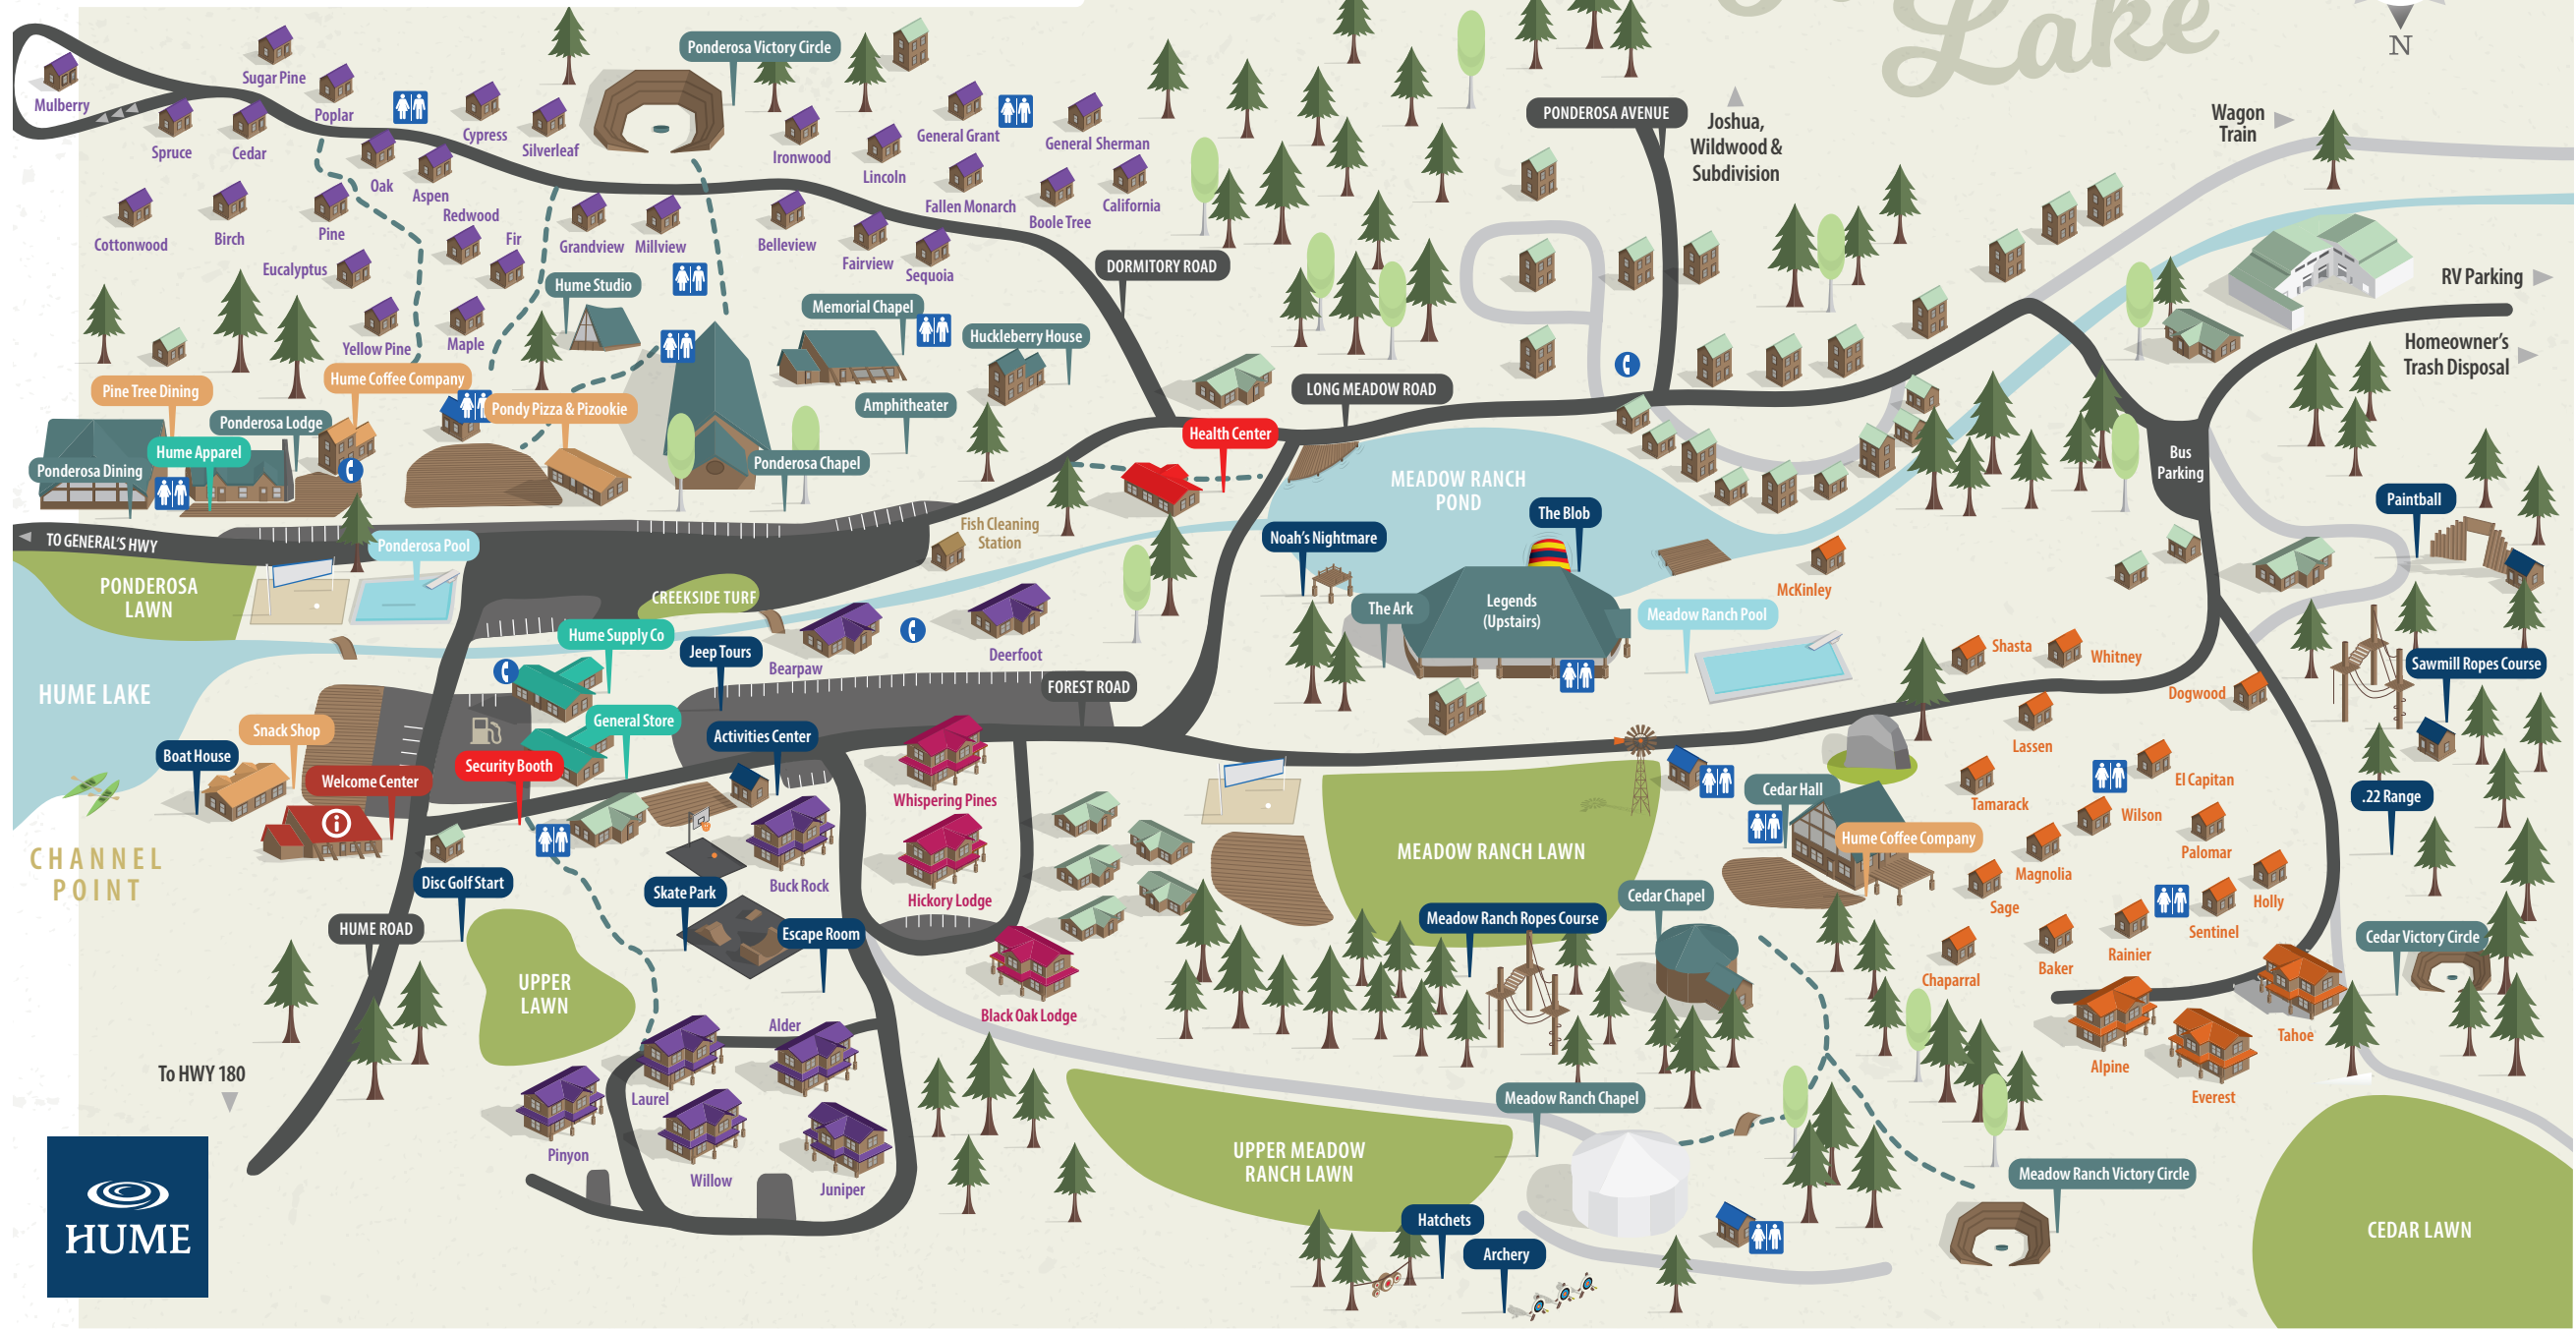 Lake
N
Mulberry
Sugar Pine
Poplar
Spruce
Cedar
Cypress
Silverleaf
Ponderosa Victory Circle
Ironwood
Lincoln
General Grant
General Sherman
Fallen Monarch
Boole Tree
California
PONDEROSA AVENUE
Joshua,
Wildwood &
Subdivision
Wagon
Train
Cottonwood
Birch
Pine
Oak
Aspen
Redwood
Fir
Eucalyptus
Grandview
Millview
Belleview
Fairview
Sequoia
DORMITORY ROAD
RV Parking
Homeowner's
Trash Disposal
Yellow Pine
Maple
Hume Studio
Memorial Chapel
Huckleberry House
Pine Tree Dining
Hume Coffee Company
Pondy Pizza & Pizookie
Amphitheater
LONG MEADOW ROAD
Ponderosa Lodge
Hume Apparel
Ponderosa Dining
Ponderosa Chapel
Health Center
MEADOW RANCH
POND
Bus
Parking
Paintball
TO GENERAL'S HWY
Ponderosa Pool
Fish Cleaning
Station
Noah's Nightmare
The Blob
McKinley
PONDEROSA
LAWN
CREEKSIDE TURF
The Ark
Legends
(Upstairs)
Meadow Ranch Pool
Hume Supply Co
Jeep Tours
Bearpaw
Deerfoot
Shasta
Whitney
Sawmill Ropes Course
HUME LAKE
FOREST ROAD
Dogwood
Snack Shop
General Store
Activities Center
Boat House
Welcome Center
Security Booth
Whispering Pines
Lassen
Tamarack
El Capitan
Cedar Hall
Wilson
.22 Range
Hume Coffee Company
Palomar
CHANNEL
POINT
Disc Golf Start
Skate Park
Buck Rock
Hickory Lodge
MEADOW RANCH LAWN
Magnolia
Sage
Holly
HUME ROAD
Escape Room
Meadow Ranch Ropes Course
Cedar Chapel
Sentinel
Rainier
Baker
Chaparral
Cedar Victory Circle
UPPER
LAWN
Black Oak Lodge
Alder
Tahoe
Alpine
Everest
To HWY 180
Laurel
Pinyon
Willow
Juniper
Meadow Ranch Chapel
UPPER MEADOW
RANCH LAWN
Meadow Ranch Victory Circle
Hatchets
Archery
CEDAR LAWN
HUME